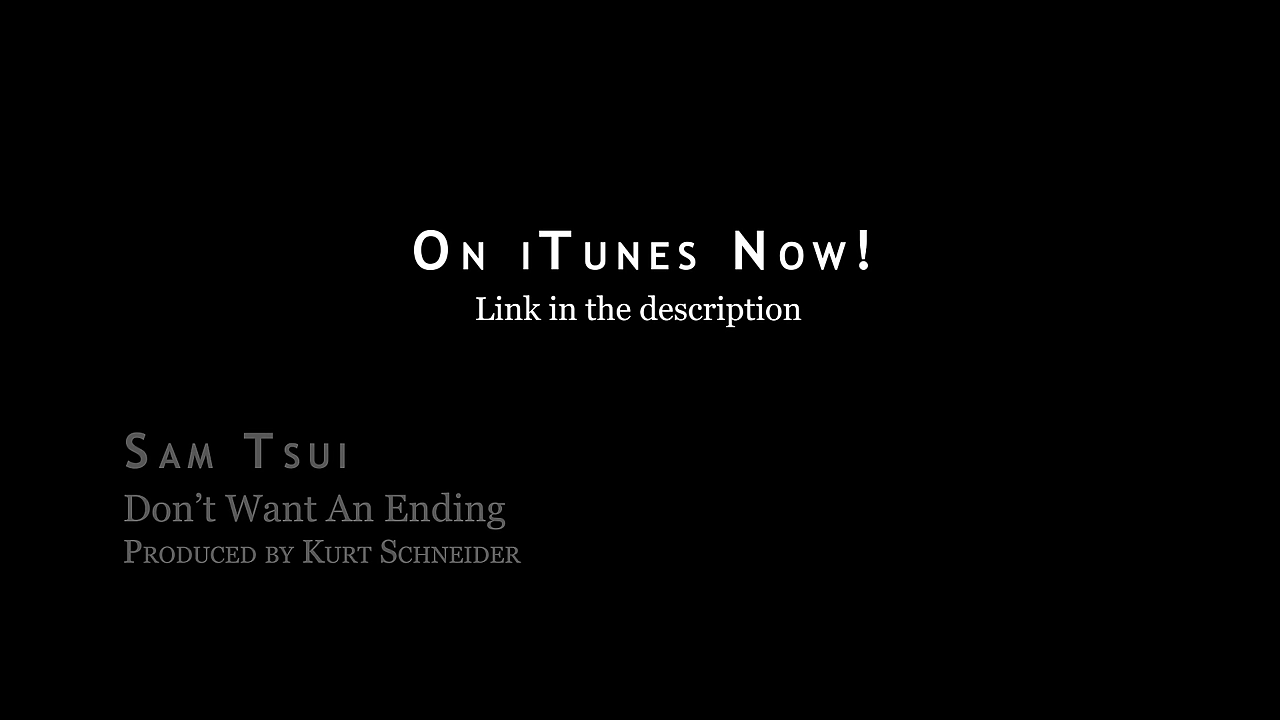 On iTunes Now!
Link in the description
Sam Tsui
Don’t Want An Ending
Produced by Kurt Schneider